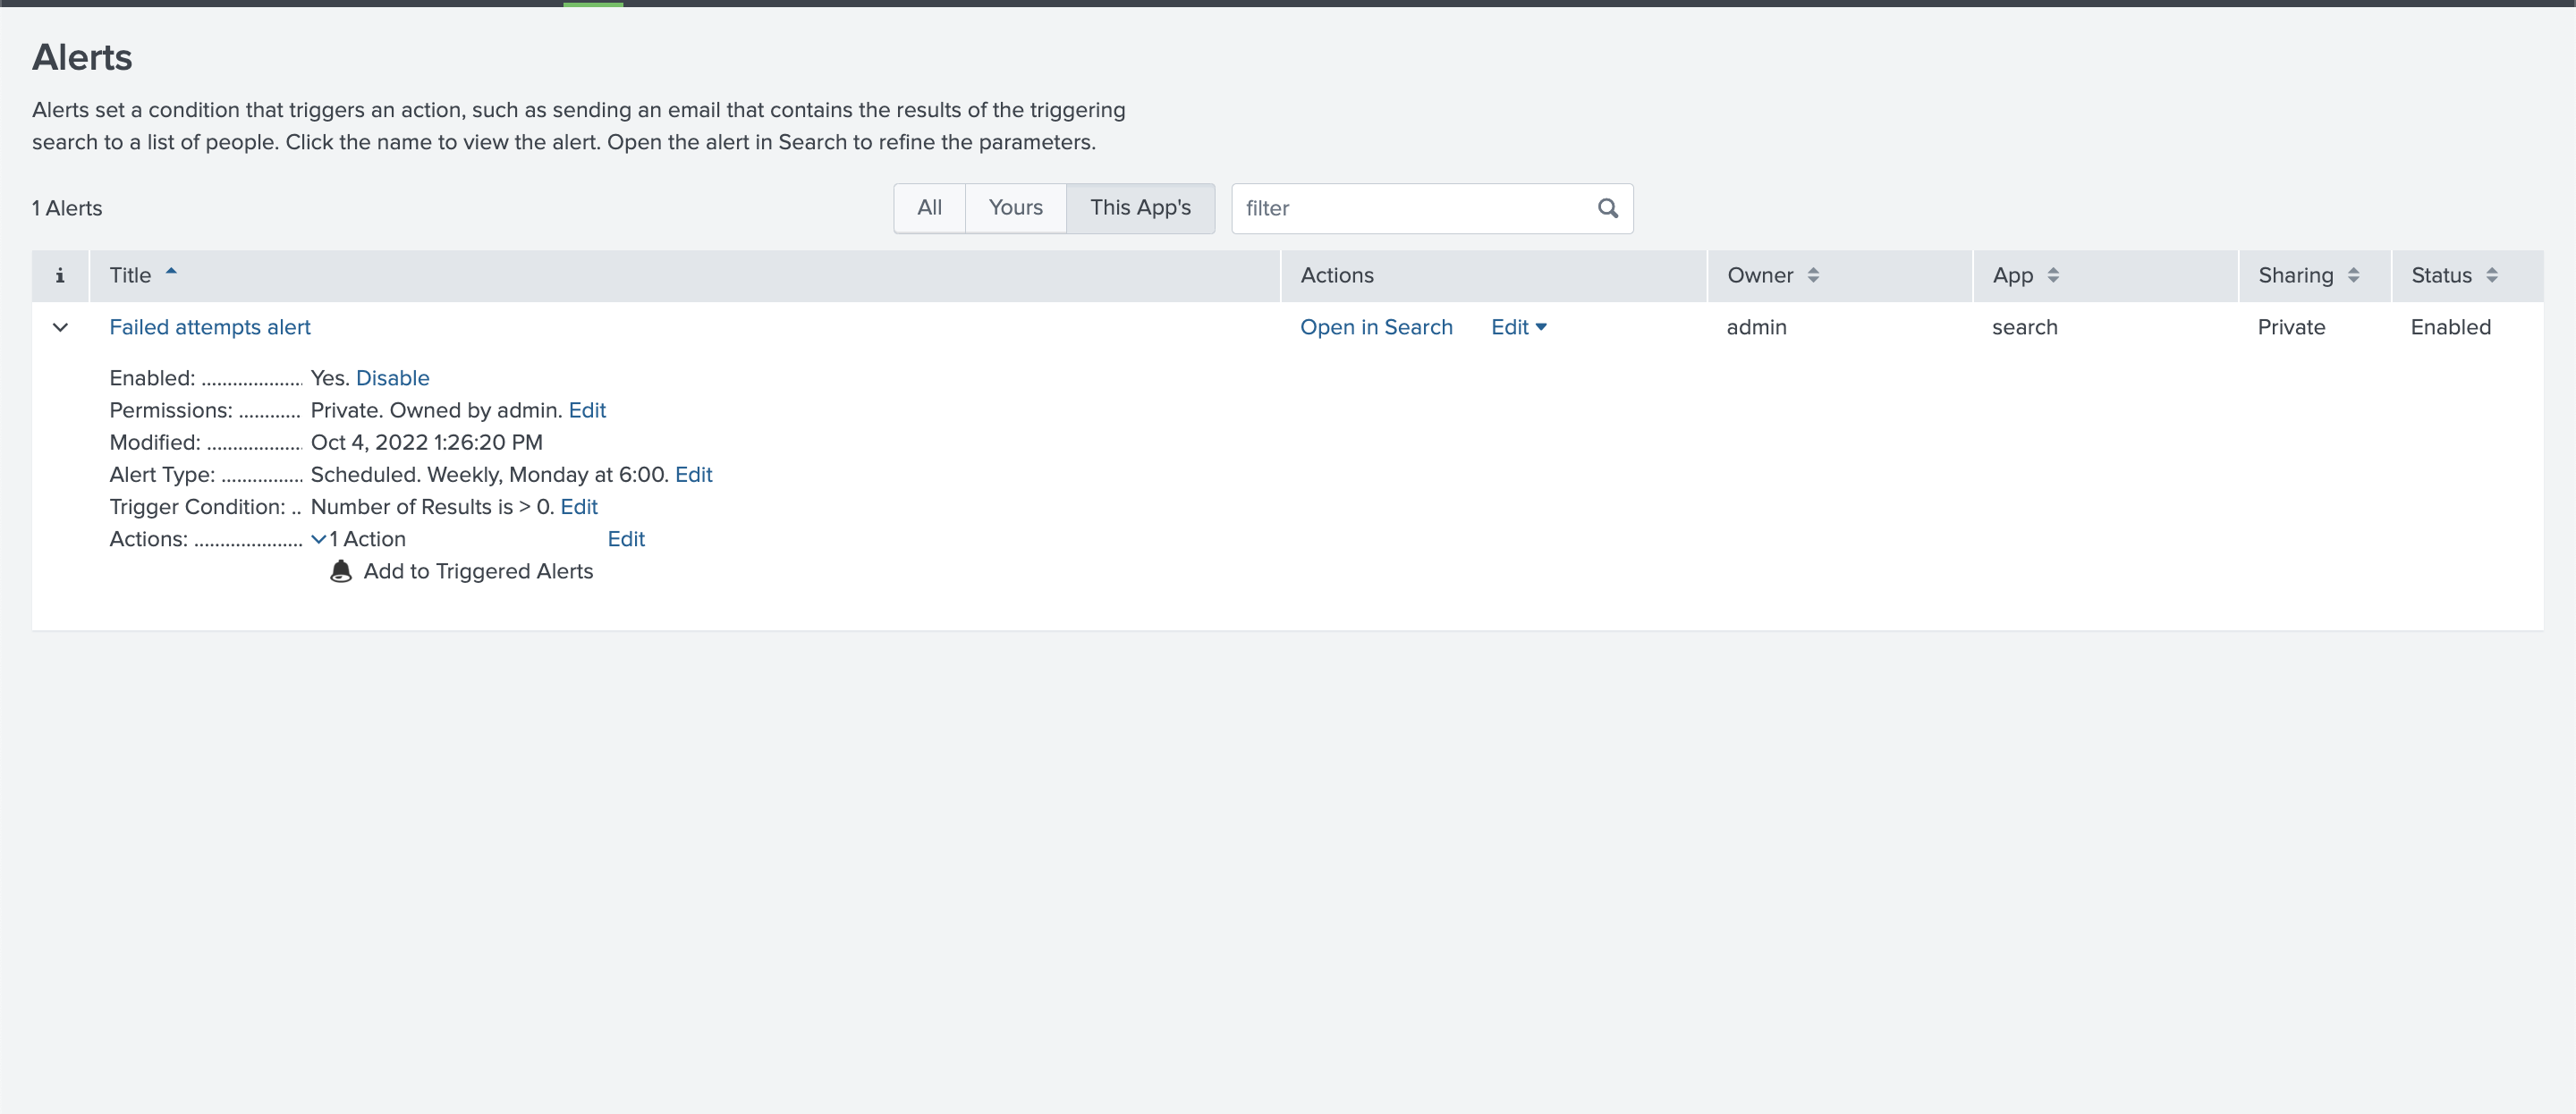 Alerts
Alerts set a condition that triggers an action, such as sending an email that contains the results of the triggering
search to a list of people. Click the name to view the alert. Open the alert in Search to refine the parameters.
1 Alerts All Yours This App's filter
i Title Actions Owner App Sharing Status
Failed attempts alert Open in Search Edit admin search Private Enabled
Enabled: ................... Yes. Disable
Permissions: ............ Private. Owned by admin. Edit
Modified: .................. Oct 4, 2022 1:26:20 PM
Alert Type: ............... Scheduled. Weekly, Monday at 6:00. Edit
Trigger Condition: .. Number of Results is > 0. Edit
Actions: ..................... 1 Action Edit
Add to Triggered Alerts